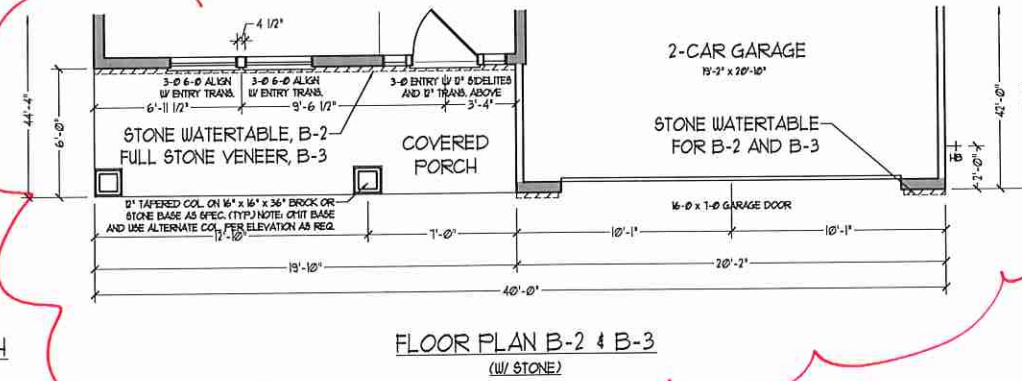 4 1/2"
2-CAR GARAGE
19'-2" x 20'-10"
3-0 6-0 ALIGN
W/ ENTRY TRANS.
3-0 6-0 ALIGN
W/ ENTRY TRANS.
3-0 ENTRY W/ 12" SIDELITES
AND 12" TRANS. ABOVE
6'-11 1/2"
9'-6 1/2"
3'-4"
44'-4"
6'-0"
42'-0"
STONE WATERTABLE, B-2
FULL STONE VENEER, B-3
COVERED
PORCH
STONE WATERTABLE
FOR B-2 AND B-3
HB
2'-0"
12" TAPERED COL. ON 16" x 16" x 36" BRICK OR
STONE BASE AS SPEC. (TYP.) NOTE: OMIT BASE
AND USE ALTERNATE COL. PER ELEVATION AS REQ.
16-0 x 7-0 GARAGE DOOR
12'-10"
7'-0"
10'-1"
10'-1"
19'-10"
20'-2"
40'-0"
FLOOR PLAN B-2 & B-3
(W/ STONE)